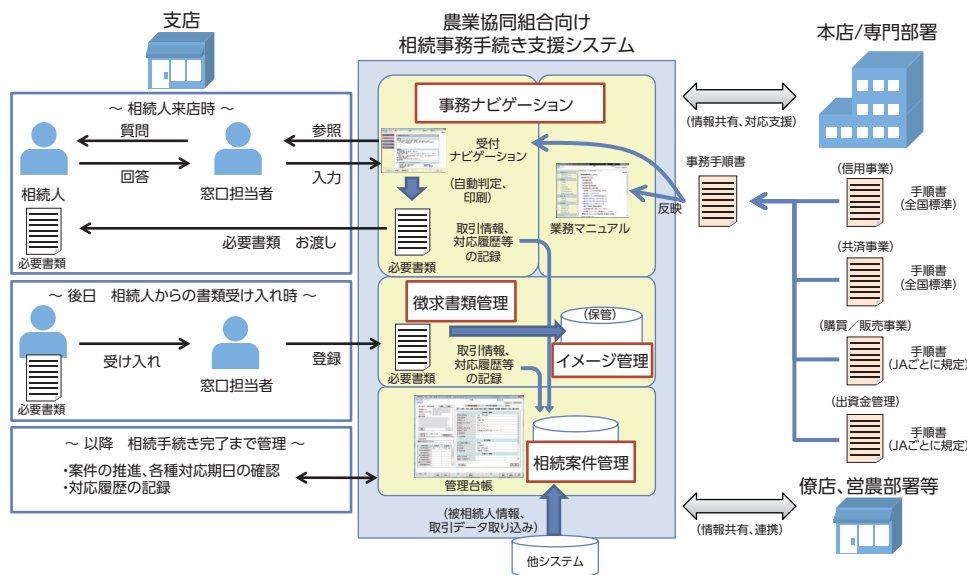 支店
農業協同組合向け
相続事務手続き支援システム
本店/専門部署
～ 相続人来店時 ～
質問
回答
相続人
窓口担当者
参照
入力
必要書類
必要書類　お渡し
事務ナビゲーション
受付
ナビゲーション
(自動判定、
印刷)
必要書類
取引情報、
対応履歴等
の記録
業務マニュアル
反映
(情報共有、対応支援)
事務手順書
(信用事業)
手順書
(全国標準)
(共済事業)
手順書
(全国標準)
(購買／販売事業)
手順書
(JAごとに規定)
(出資金管理)
手順書
(JAごとに規定)
～ 後日　相続人からの書類受け入れ時 ～
受け入れ
登録
必要書類
窓口担当者
徴求書類管理
必要書類
取引情報、
対応履歴等
の記録
(保管)
イメージ管理
～ 以降　相続手続き完了まで管理 ～
・案件の推進、各種対応期日の確認
・対応履歴の記録
管理台帳
相続案件管理
(被相続人情報、
取引データ取り込み)
他システム
僚店、営農部署等
(情報共有、連携)